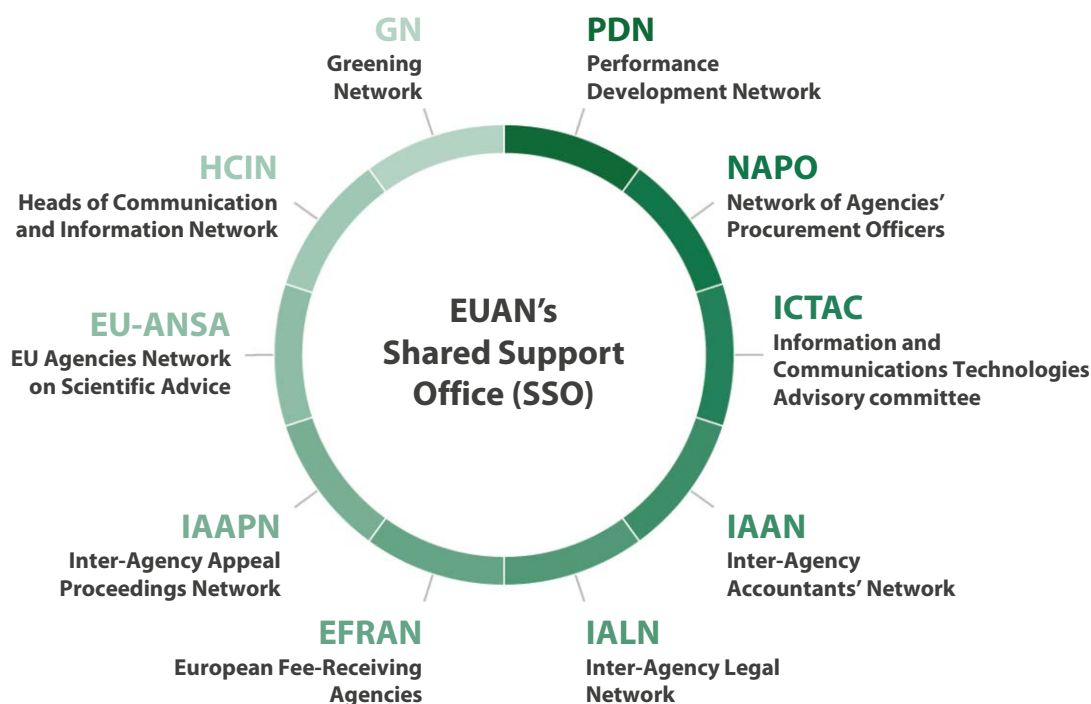 GN
Greening
Network
PDN
Performance
Development Network
HCIN
Heads of Communication
and Information Network
NAPO
Network of Agencies’
Procurement Officers
EUAN’s
Shared Support
Office (SSO)
EU-ANSA
EU Agencies Network
on Scientific Advice
ICTAC
Information and
Communications Technologies
Advisory committee
IAAPN
Inter-Agency Appeal
Proceedings Network
IAAN
Inter-Agency
Accountants’ Network
EFRAN
European Fee-Receiving
Agencies
IALN
Inter-Agency Legal
Network